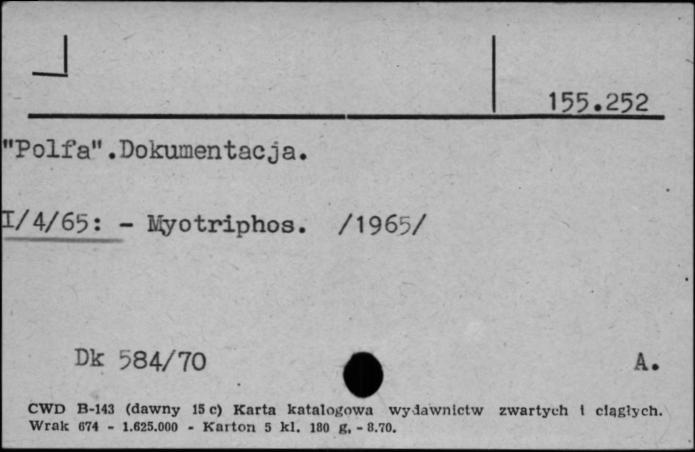 155.252
"Polfa".Dokumentacja.
I/4/65: - Myotriphos. /1965/
Dk 584/70 A.
CWD B-143 (dawny 15 c) Karta katalogowa wydawnictw zwartych i ciągłych.
Wrak 674 - 1.625.000 - Karton 5 kl. 180 g. - 8.70.